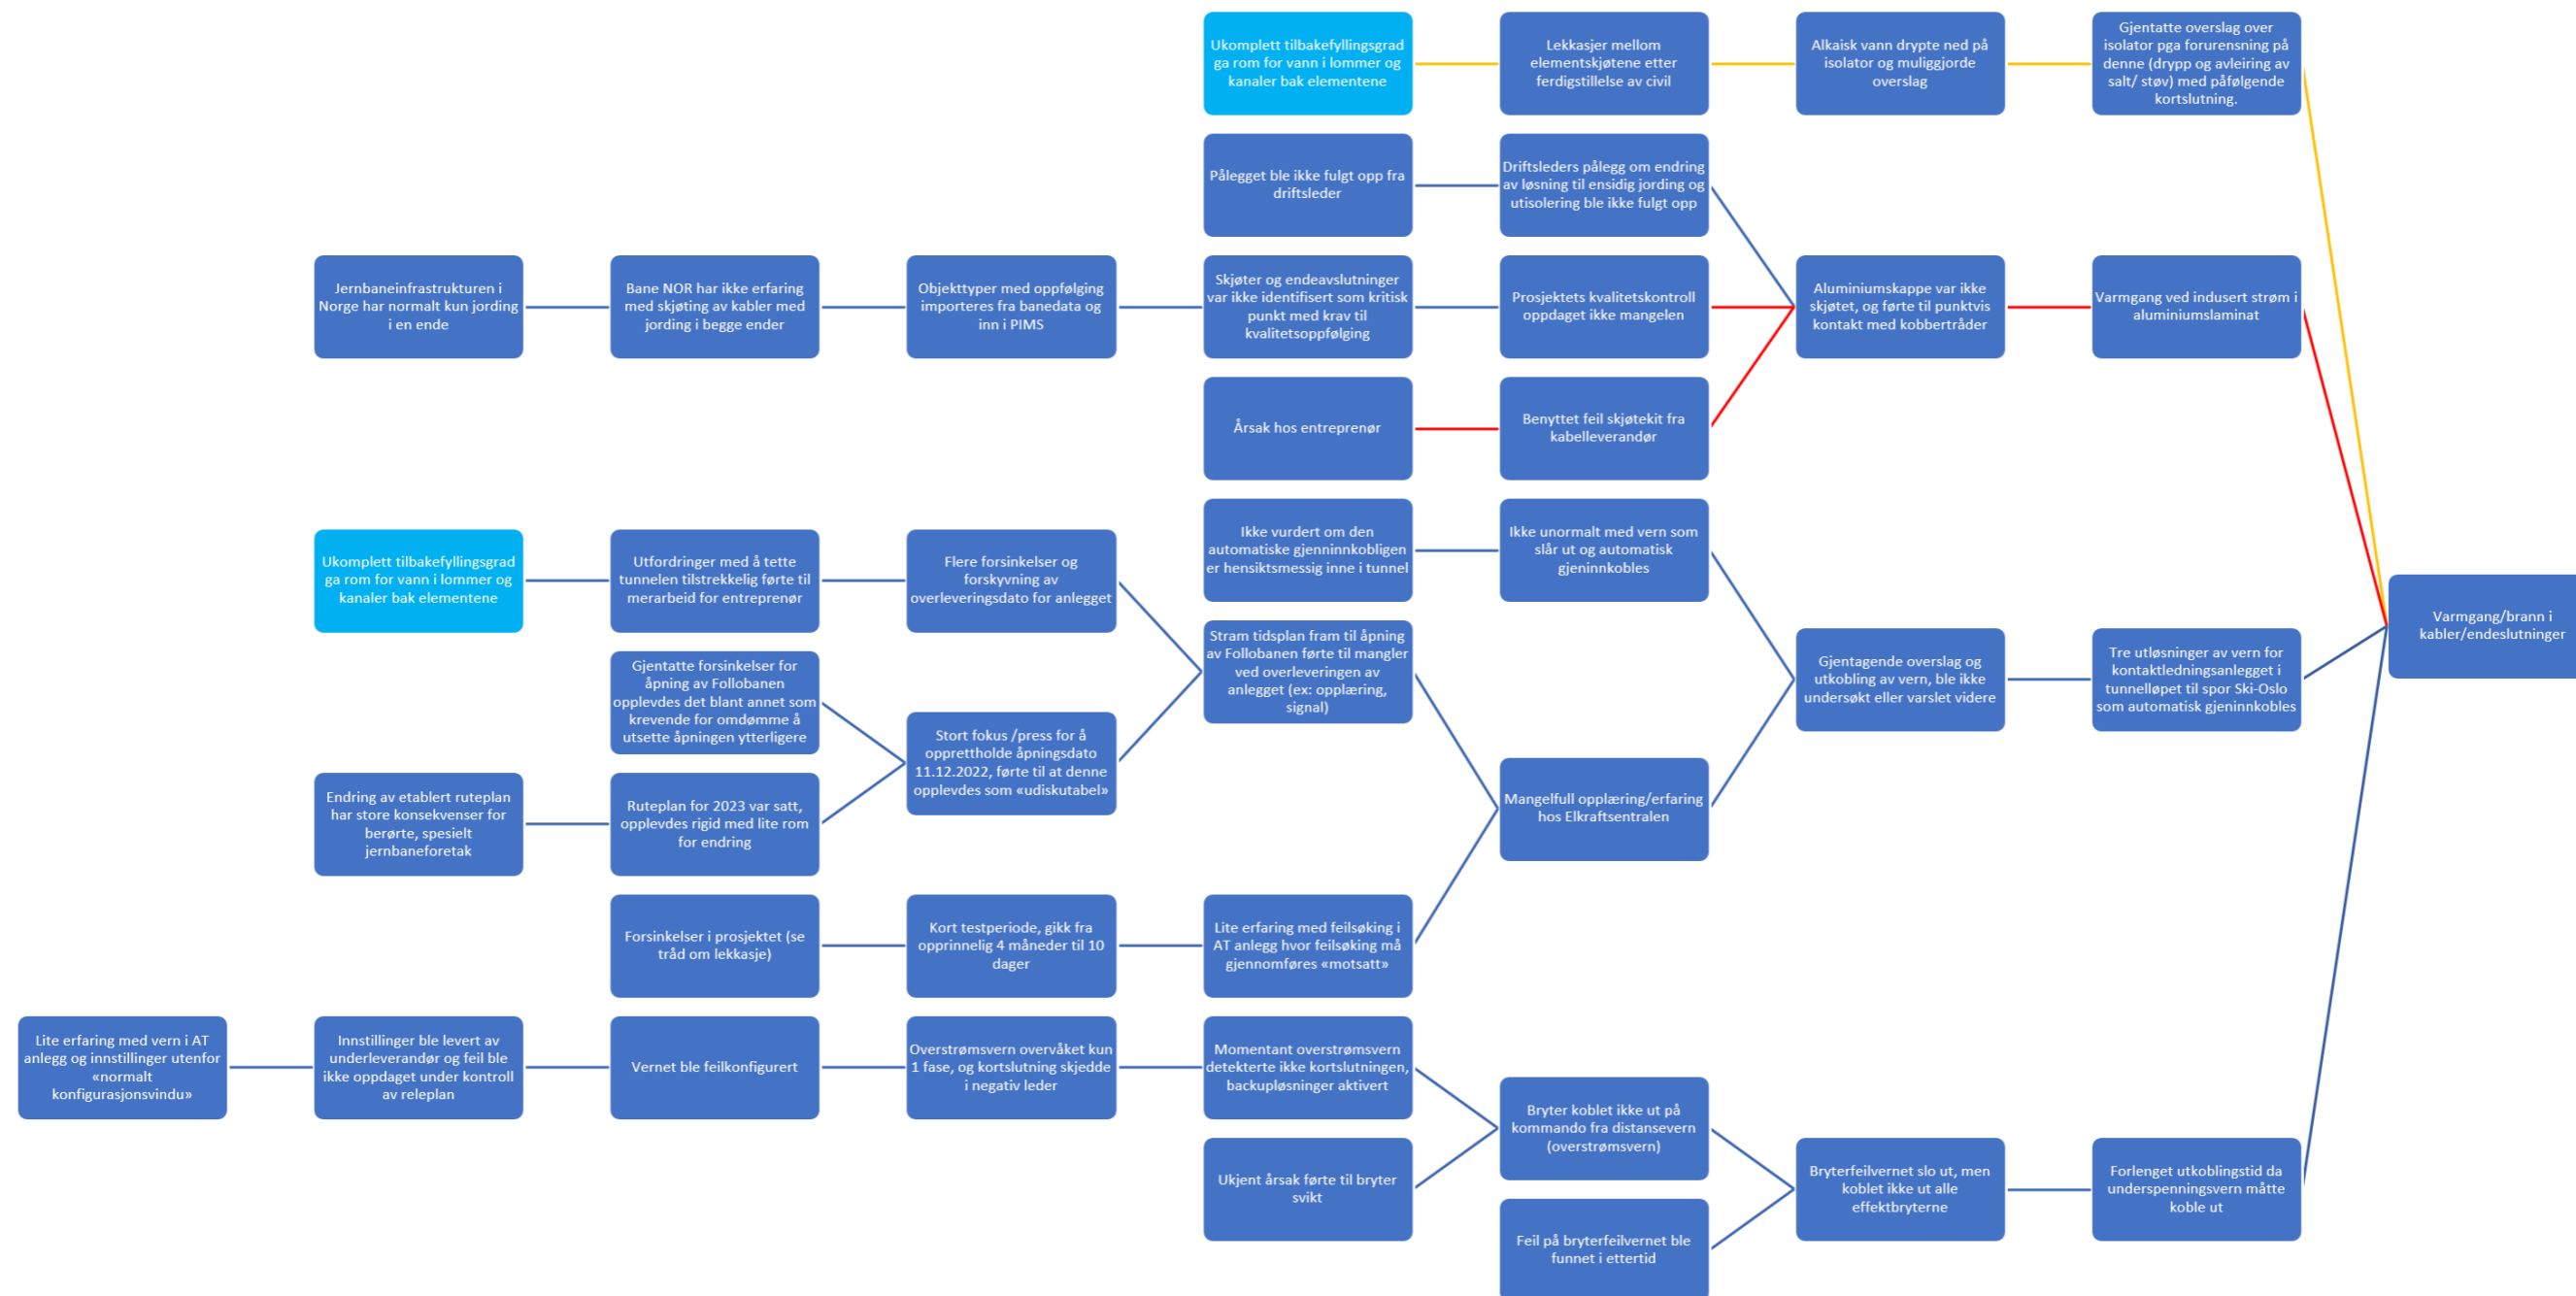 Ukomplett tilbakefyllingsgrad
ga rom for vann i lommer og
kanaler bak elementene
Lekkasjer mellom
elementskjøtene etter
ferdigstillelse av civil
Alkaisk vann drypte ned på
isolator og muliggjorde
overslag
Gjentatte overslag over
isolator pga forurensning på
denne (drypp og avleiring av
salt/ støv) med påfølgende
kortslutning.
Pålegget ble ikke fulgt opp fra
driftsleder
Driftsleders pålegg om endring
av løsning til ensidig jording og
utisolering ble ikke fulgt opp
Jernbaneinfrastrukturen i
Norge har normalt kun jording
i en ende
Bane NOR har ikke erfaring
med skjøting av kabler med
jording i begge ender
Objekttyper med oppfølging
importeres fra banedata og
inn i PIMS
Skjøter og endeavslutninger
var ikke identifisert som kritisk
punkt med krav til
kvalitetsoppfølging
Prosjektets kvalitetskontroll
oppdaget ikke mangelen
Aluminiumskappe var ikke
skjøtet, og førte til punktvis
kontakt med kobbertråder
Varmgang ved indusert strøm i
aluminiumslaminat
Årsak hos entreprenør
Benyttet feil skjøtekit fra
kabelleverandør
Ikke vurdert om den
automatiske gjenninnkobligen
er hensiktsmessig inne i tunnel
Ikke unormalt med vern som
slår ut og automatisk
gjeninnkobles
Ukomplett tilbakefyllingsgrad
ga rom for vann i lommer og
kanaler bak elementene
Utfordringer med å tette
tunnelen tilstrekkelig førte til
merarbeid for entreprenør
Flere forsinkelser og
forskyvning av
overleveringsdato for anlegget
Stram tidsplan fram til åpning
av Follobanen førte til mangler
ved overleveringen av
anlegget (ex: opplæring,
signal)
Gjentagende overslag og
utkobling av vern, ble ikke
undersøkt eller varslet videre
Tre utløsninger av vern for
kontaktledningsanlegget i
tunnelløpet til spor Ski-Oslo
som automatisk gjeninnkobles
Varmgang/brann i
kabler/endeslutninger
Gjentatte forsinkelser for
åpning av Follobanen
opplevdes det blant annet som
krevende for omdømme å
utsette åpningen ytterligere
Stort fokus /press for å
opprettholde åpningsdato
11.12.2022, førte til at denne
opplevdes som «udiskutabel»
Endring av etablert ruteplan
har store konsekvenser for
berørte, spesielt
jernbaneforetak
Ruteplan for 2023 var satt,
opplevdes rigid med lite rom
for endring
Mangelfull opplæring/erfaring
hos Elkraftsentralen
Forsinkelser i prosjektet (se
tråd om lekkasje)
Kort testperiode, gikk fra
opprinnelig 4 måneder til 10
dager
Lite erfaring med feilsøking i
AT anlegg hvor feilsøking må
gjennomføres «motsatt»
Lite erfaring med vern i AT
anlegg og innstillinger utenfor
«normalt
konfigurasjonsvindu»
Innstillinger ble levert av
underleverandør og feil ble
ikke oppdaget under kontroll
av releplan
Vernet ble feilkonfigurert
Overstrømsvern overvåket kun
1 fase, og kortslutning skjedde
i negativ leder
Momentant overstrømsvern
detekterte ikke kortslutningen,
backupløsninger aktivert
Bryter koblet ikke ut på
kommando fra distansevern
(overstrømsvern)
Ukjent årsak førte til bryter
svikt
Bryterfeilvernet slo ut, men
koblet ikke ut alle
effektbryterne
Forlenget utkoblingstid da
underspenningsvern måtte
koble ut
Feil på bryterfeilvernet ble
funnet i ettertid